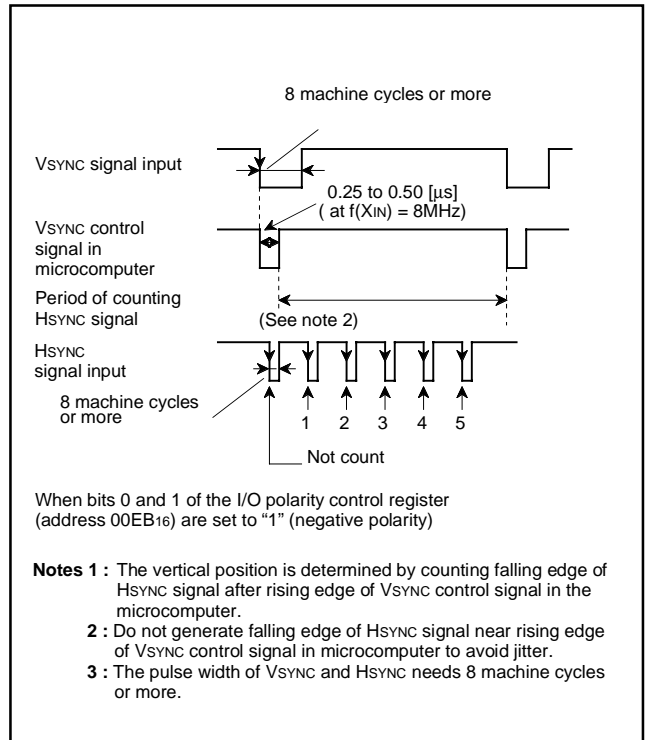 8 machine cycles or more
VSYNC signal input
0.25 to 0.50 [μs]
( at f(XIN) = 8MHz)
VSYNC control
signal in
microcomputer
Period of counting
HSYNC signal
(See note 2)
HSYNC
signal input
8 machine cycles
or more
1 2 3 4 5
Not count
When bits 0 and 1 of the I/O polarity control register
(address 00EB16) are set to “1” (negative polarity)
Notes 1 : The vertical position is determined by counting falling edge of
HSYNC signal after rising edge of VSYNC control signal in the
microcomputer.
2 : Do not generate falling edge of HSYNC signal near rising edge
of VSYNC control signal in microcomputer to avoid jitter.
3 : The pulse width of VSYNC and HSYNC needs 8 machine cycles
or more.